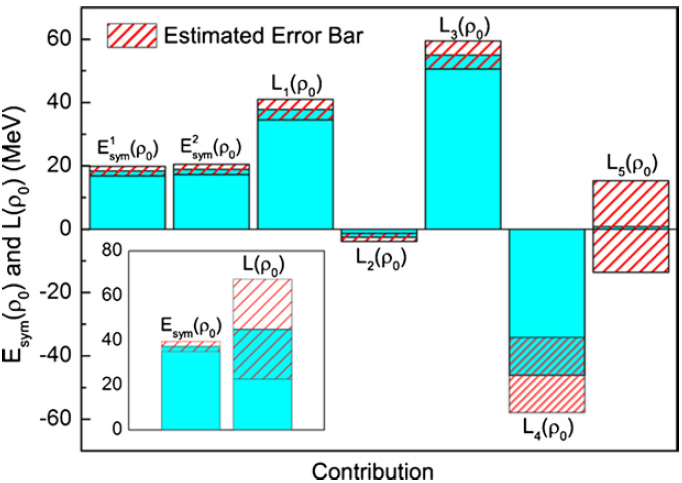 Estimated Error Bar
E¹sym(ρ₀)
E²sym(ρ₀)
L₁(ρ₀)
L₂(ρ₀)
L₃(ρ₀)
L₄(ρ₀)
L₅(ρ₀)
Esym(ρ₀) and L(ρ₀) (MeV)
60
40
20
0
-20
-40
-60
80
60
40
20
0
Esym(ρ₀)
L(ρ₀)
Contribution